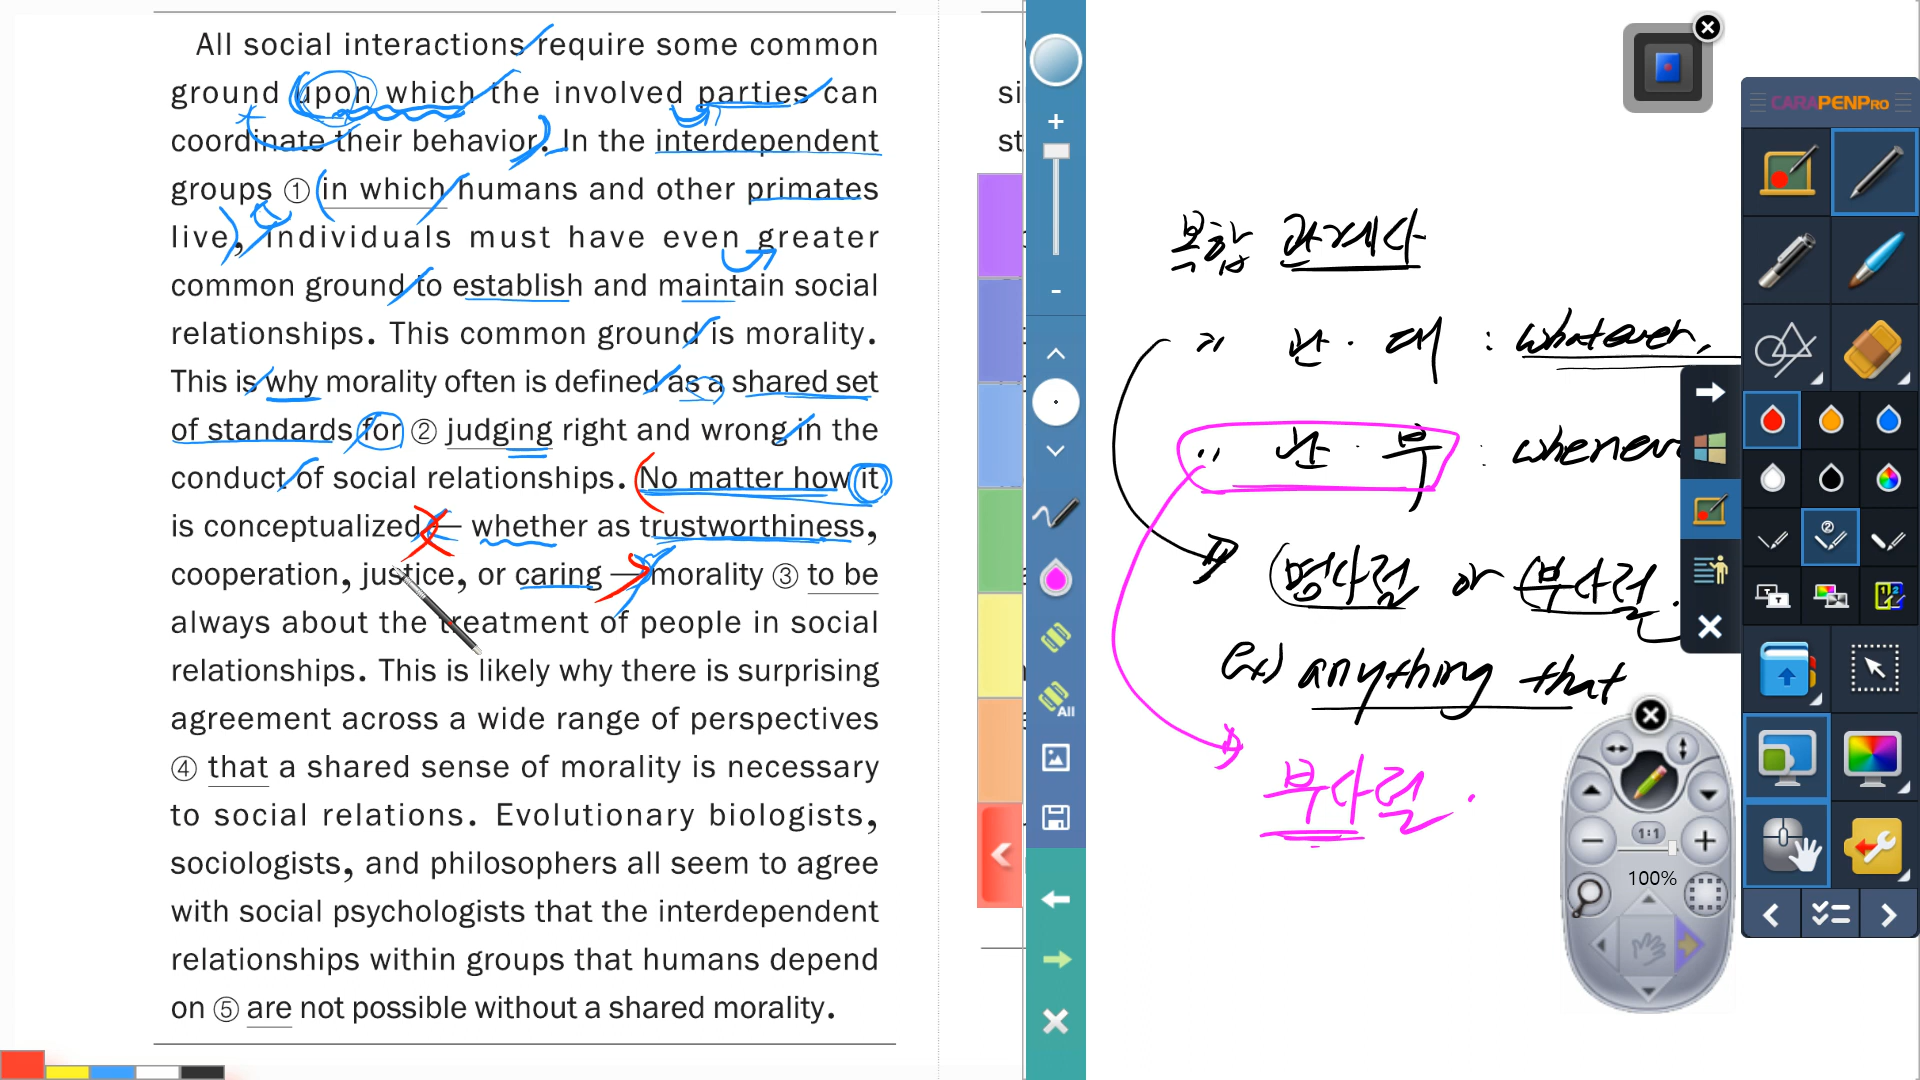 All social interactions require some common
ground upon which the involved parties can
coordinate their behavior. In the interdependent
groups ① in which humans and other primates
live, individuals must have even greater
common ground to establish and maintain social
relationships. This common ground is morality.
This is why morality often is defined as a shared set
of standards for ② judging right and wrong in the
conduct of social relationships. No matter how it
is conceptualized — whether as trustworthiness,
cooperation, justice, or caring — morality ③ to be
always about the treatment of people in social
relationships. This is likely why there is surprising
agreement across a wide range of perspectives
④ that a shared sense of morality is necessary
to social relations. Evolutionary biologists,
sociologists, and philosophers all seem to agree
with social psychologists that the interdependent
relationships within groups that humans depend
on ⑤ are not possible without a shared morality.
si
st
+
-
All
복합 관계사
" 관·대 : whatever,
" 관·부 : whenever
(명사절 or 부사절.
ex) anything that
부사절.
CARAPENPRO
②
1:1
100%